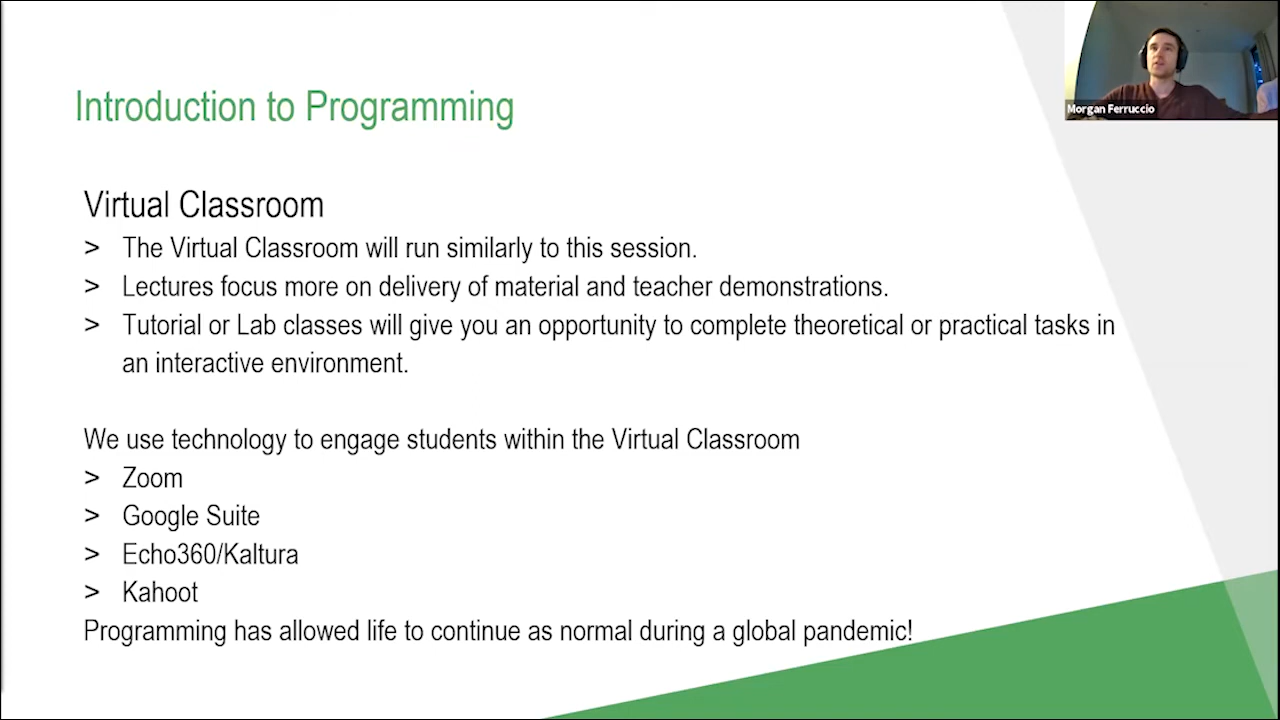 Introduction to Programming
Morgan Ferruccio
Virtual Classroom
> The Virtual Classroom will run similarly to this session.
> Lectures focus more on delivery of material and teacher demonstrations.
> Tutorial or Lab classes will give you an opportunity to complete theoretical or practical tasks in
an interactive environment.
We use technology to engage students within the Virtual Classroom
> Zoom
> Google Suite
> Echo360/Kaltura
> Kahoot
Programming has allowed life to continue as normal during a global pandemic!